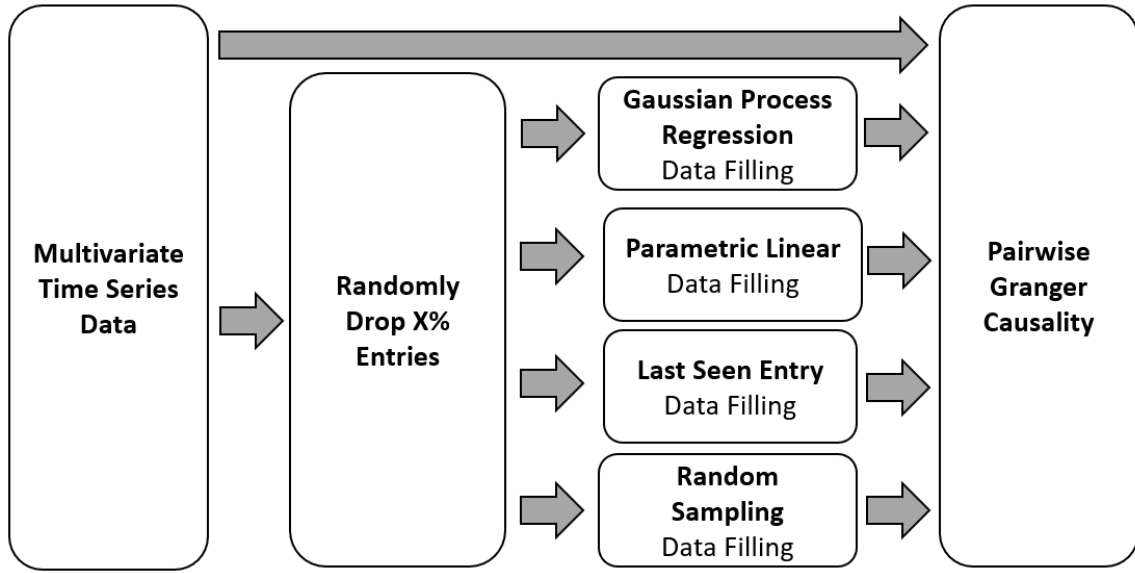 Multivariate
Time Series
Data
Randomly
Drop X%
Entries
Gaussian Process
Regression
Data Filling
Parametric Linear
Data Filling
Last Seen Entry
Data Filling
Random
Sampling
Data Filling
Pairwise
Granger
Causality